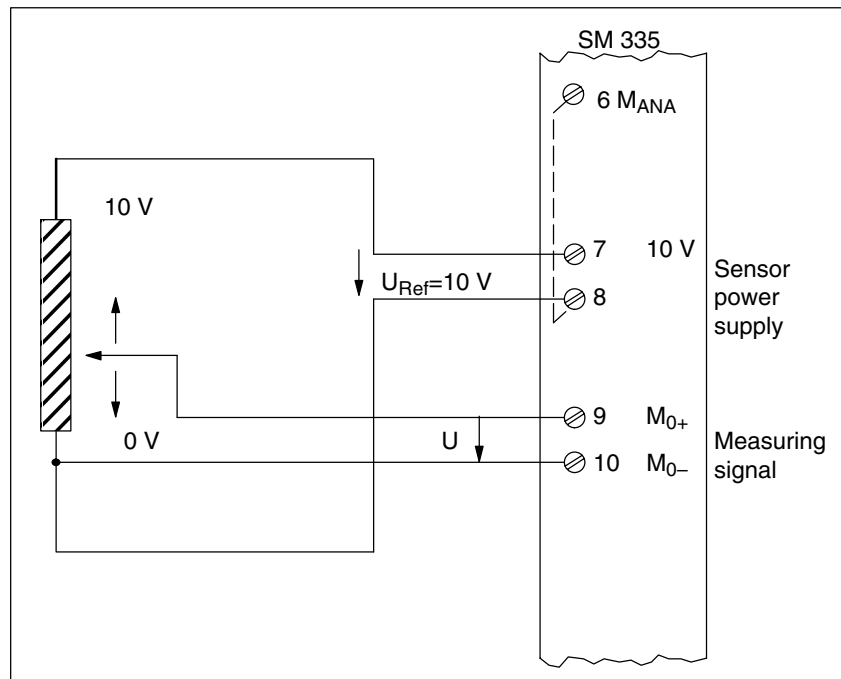 SM 335
6 M_ANA
10 V
7 10 V
U_Ref=10 V
8
Sensor
power
supply
9 M_0+
0 V
U
10 M_0–
Measuring
signal